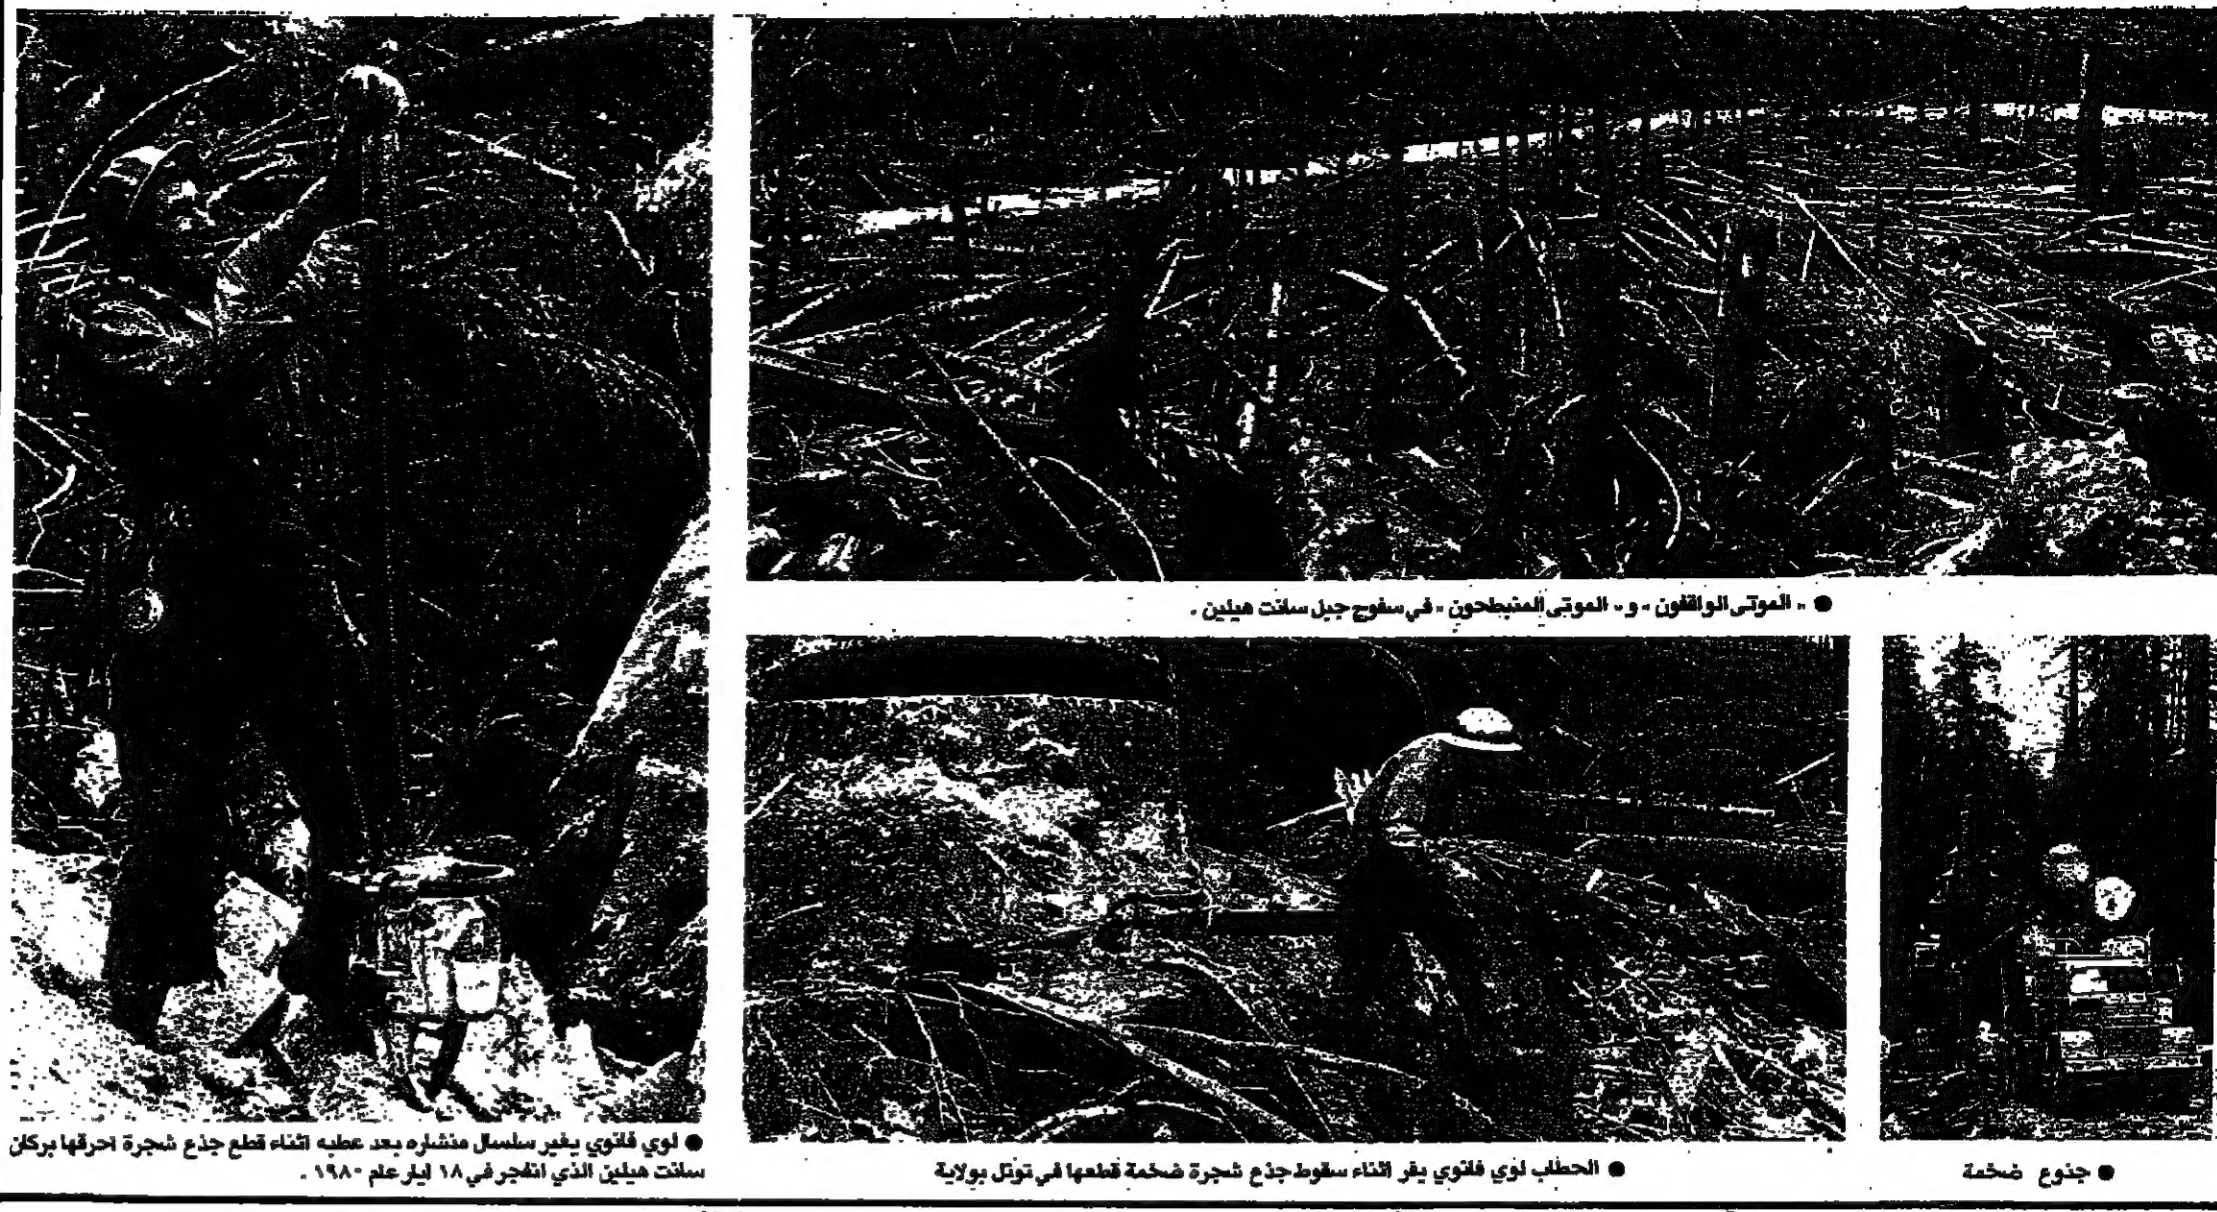 ● « الموتى الواقفون » و « الموتى المنبطحون » في سفوح جبل سانت هيلين .
● جذوع ضخمة
● الحطاب لوي فانوي يفر اثناء سقوط جذع شجرة ضخمة قطعها في توتل بولاية
● لوي فانوي يغير سلسال منشاره بعد عطبه اثناء قطع جذع شجرة احرقها بركان
سانت هيلين الذي انفجر في ١٨ ايار عام ١٩٨٠ .